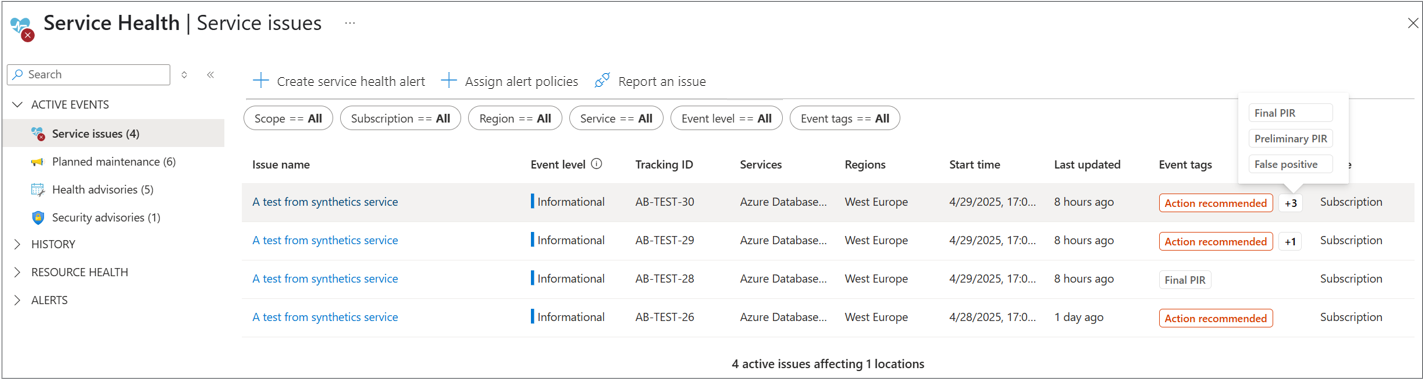 Service Health | Service issues ...
Search
ACTIVE EVENTS
Service issues (4)
Planned maintenance (6)
Health advisories (5)
Security advisories (1)
HISTORY
RESOURCE HEALTH
ALERTS
Create service health alert Assign alert policies Report an issue
Scope == All Subscription == All Region == All Service == All Event level == All Event tags == All
Final PIR
Preliminary PIR
False positive
Issue name Event level Tracking ID Services Regions Start time Last updated Event tags
A test from synthetics service Informational AB-TEST-30 Azure Database... West Europe 4/29/2025, 17:0... 8 hours ago Action recommended +3 Subscription
A test from synthetics service Informational AB-TEST-29 Azure Database... West Europe 4/29/2025, 17:0... 8 hours ago Action recommended +1 Subscription
A test from synthetics service Informational AB-TEST-28 Azure Database... West Europe 4/29/2025, 17:0... 8 hours ago Final PIR Subscription
A test from synthetics service Informational AB-TEST-26 Azure Database... West Europe 4/28/2025, 17:0... 1 day ago Action recommended Subscription
4 active issues affecting 1 locations